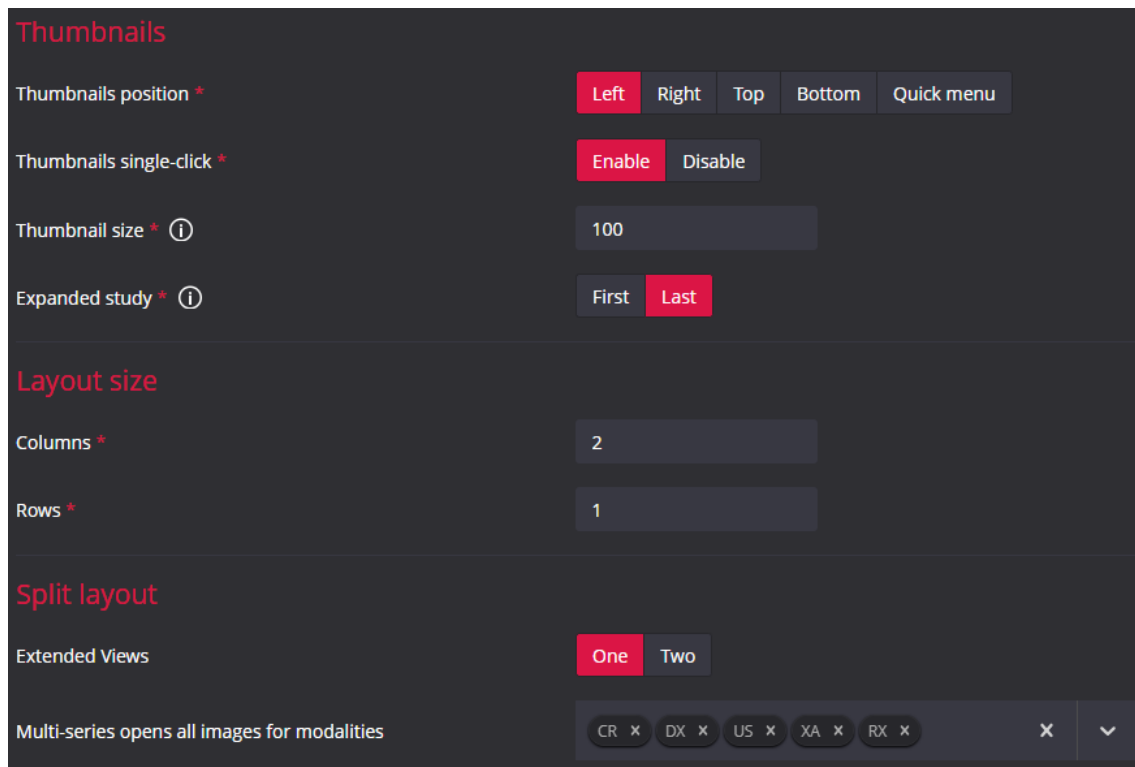 Thumbnails
Thumbnails position * Left Right Top Bottom Quick menu
Thumbnails single-click * Enable Disable
Thumbnail size * 100
Expanded study * First Last
Layout size
Columns * 2
Rows * 1
Split layout
Extended Views One Two
Multi-series opens all images for modalities CR × DX × US × XA × RX ×